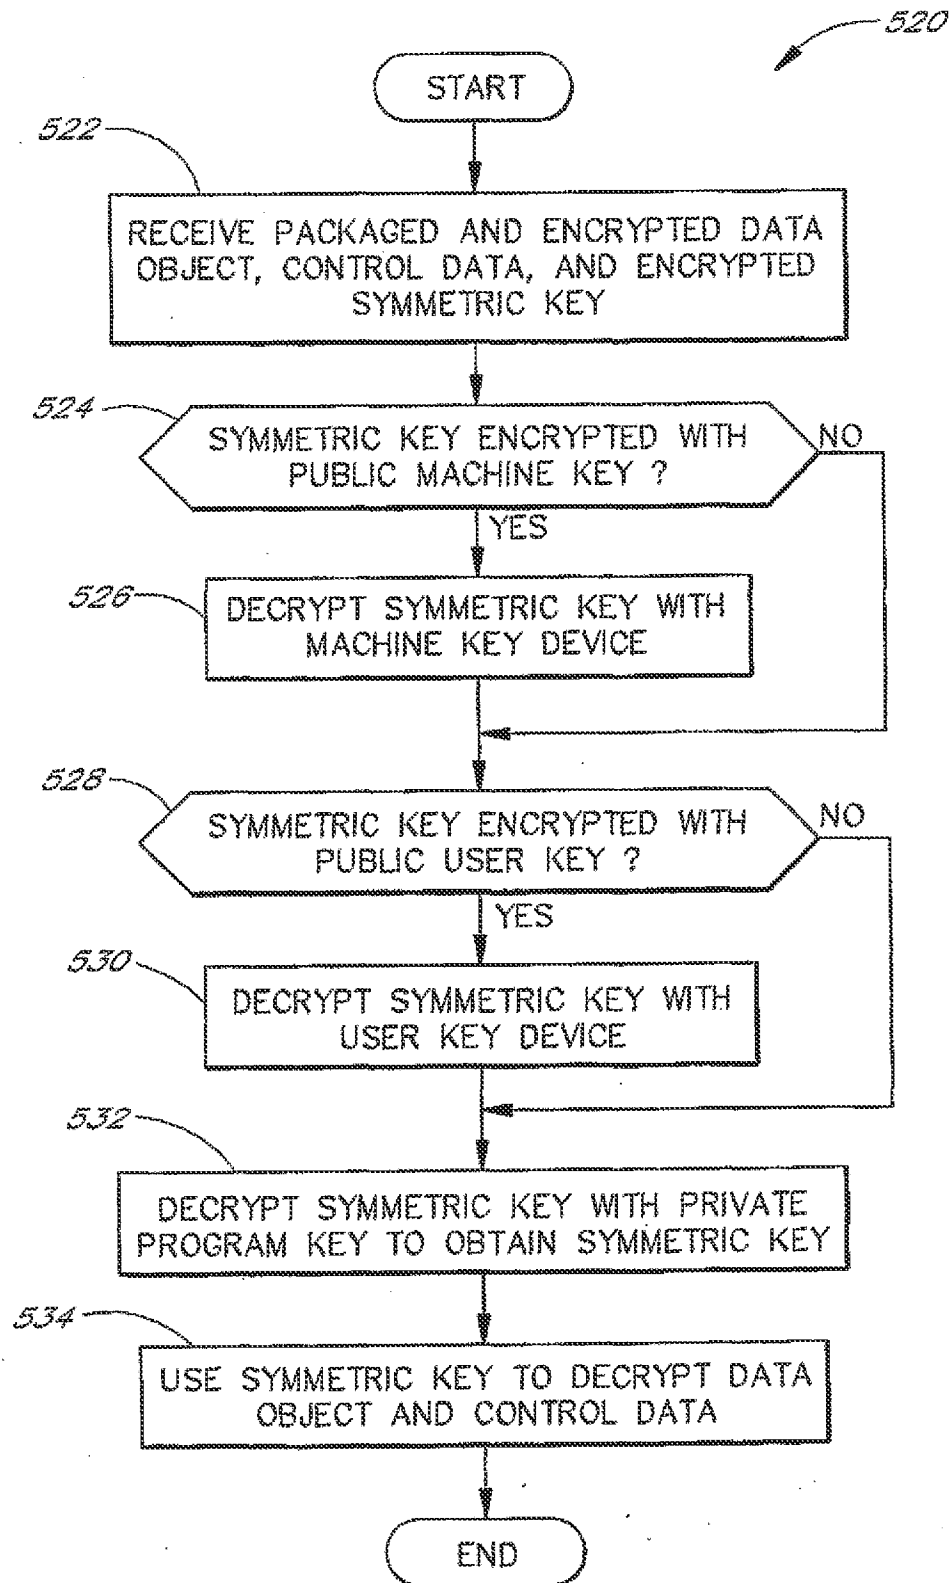 520
START
522
RECEIVE PACKAGED AND ENCRYPTED DATA
OBJECT, CONTROL DATA, AND ENCRYPTED
SYMMETRIC KEY
524
SYMMETRIC KEY ENCRYPTED WITH
PUBLIC MACHINE KEY ?
NO
YES
526
DECRYPT SYMMETRIC KEY WITH
MACHINE KEY DEVICE
528
SYMMETRIC KEY ENCRYPTED WITH
PUBLIC USER KEY ?
NO
YES
530
DECRYPT SYMMETRIC KEY WITH
USER KEY DEVICE
532
DECRYPT SYMMETRIC KEY WITH PRIVATE
PROGRAM KEY TO OBTAIN SYMMETRIC KEY
534
USE SYMMETRIC KEY TO DECRYPT DATA
OBJECT AND CONTROL DATA
END